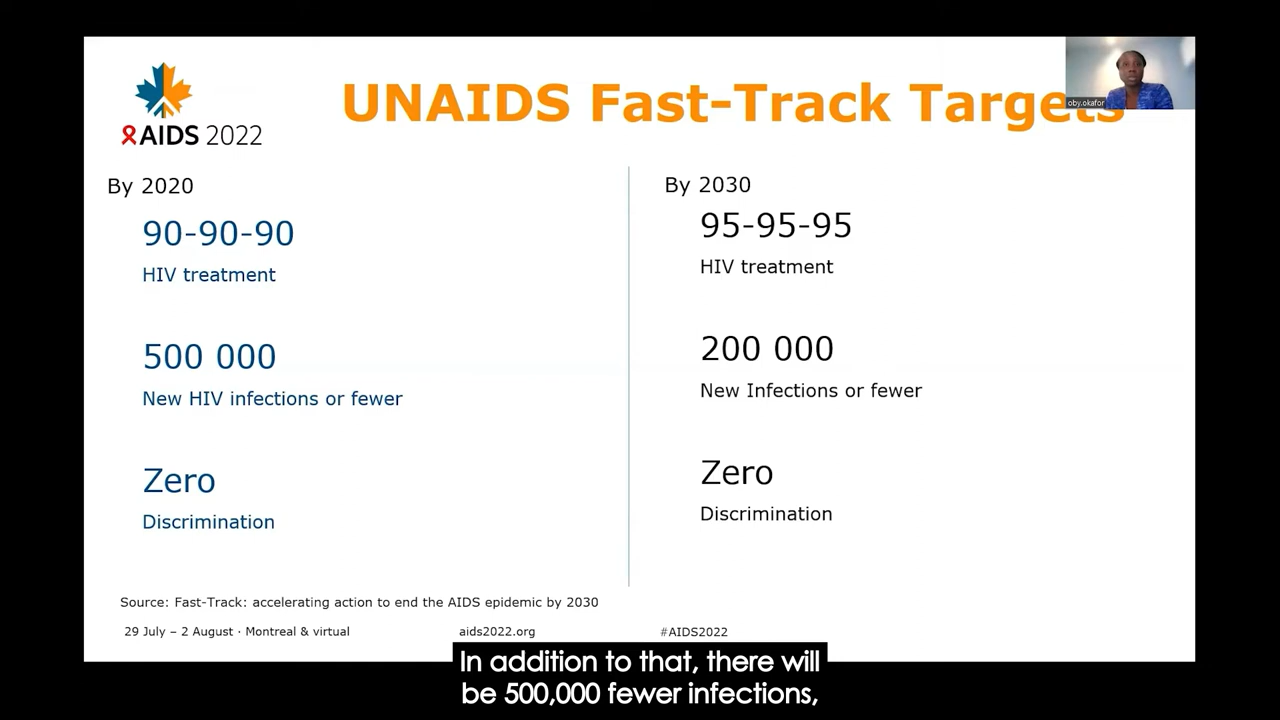 AIDS 2022
UNAIDS Fast-Track Targets
oby.okafor
By 2020
90-90-90
HIV treatment
500 000
New HIV infections or fewer
Zero
Discrimination
By 2030
95-95-95
HIV treatment
200 000
New Infections or fewer
Zero
Discrimination
Source: Fast-Track: accelerating action to end the AIDS epidemic by 2030
29 July – 2 August · Montreal & virtual
aids2022.org
#AIDS2022
In addition to that, there will
be 500,000 fewer infections,